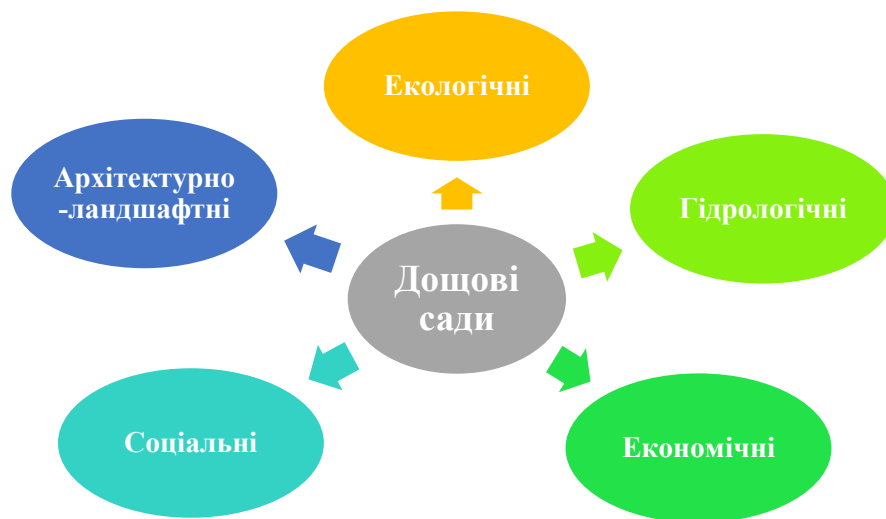 Екологічні
Архітектурно
-ландшафтні
Гідрологічні
Дощові
сади
Соціальні
Економічні